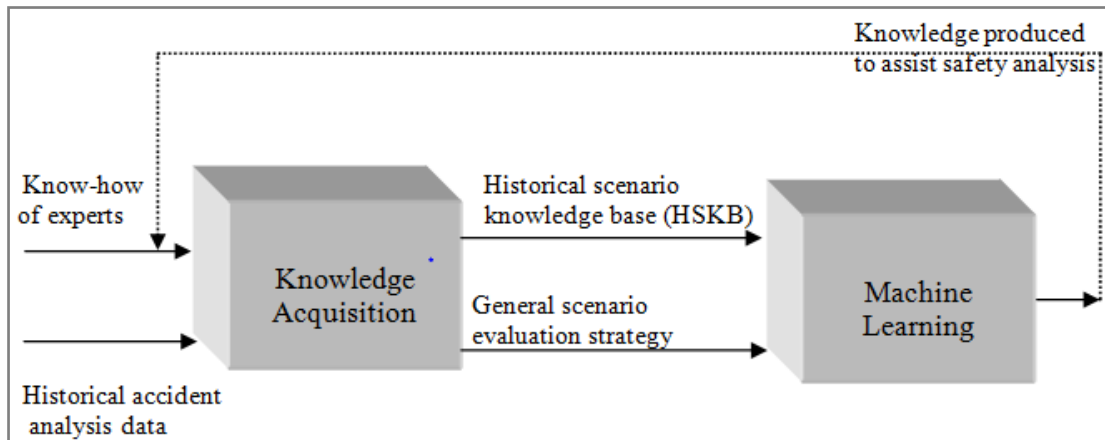 Knowledge produced
to assist safety analysis
Know-how
of experts
Historical scenario
knowledge base (HSKB)
Knowledge
Acquisition
Machine
Learning
General scenario
evaluation strategy
Historical accident
analysis data